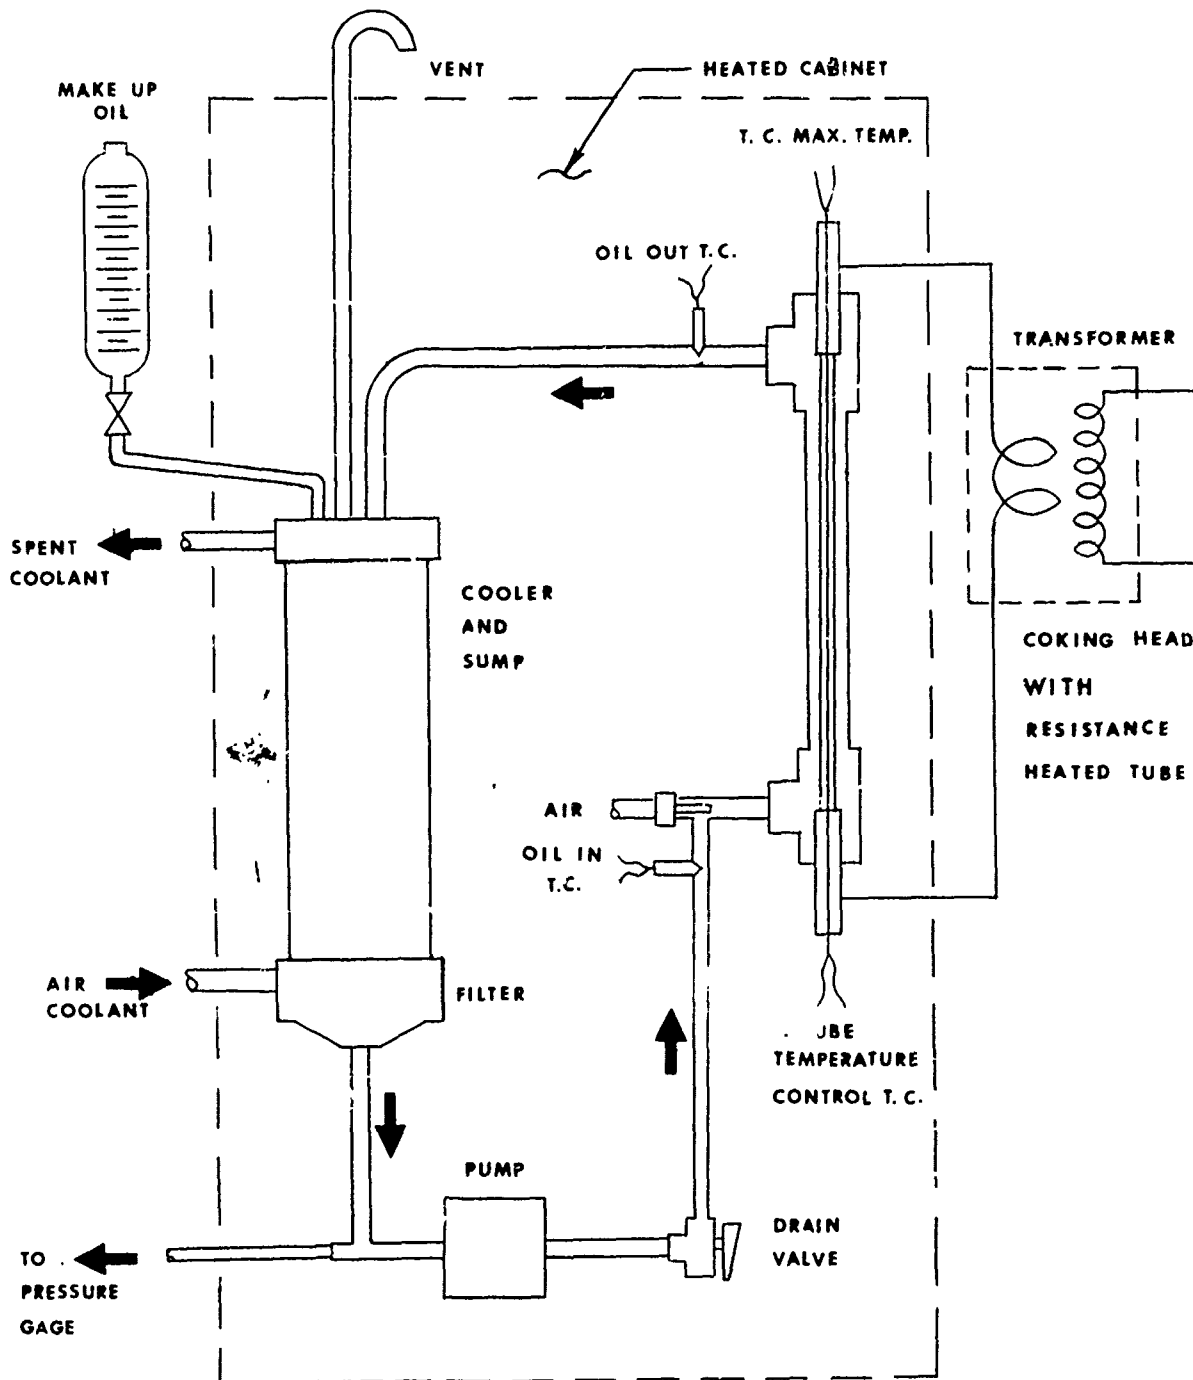 VENT
HEATED CABINET
MAKE UP
OIL
T. C. MAX. TEMP.
OIL OUT T.C.
TRANSFORMER
SPENT
COOLANT
COOLER
AND
SUMP
COKING HEAD
WITH
RESISTANCE
HEATED TUBE
AIR
OIL IN
T.C.
AIR
COOLANT
FILTER
UBE
TEMPERATURE
CONTROL T.C.
PUMP
DRAIN
VALVE
TO
PRESSURE
GAGE